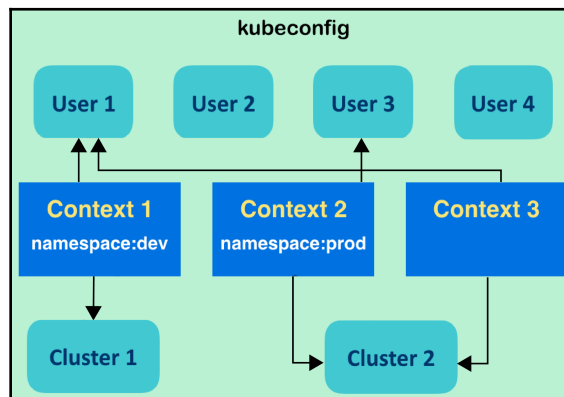 kubeconfig
User 1
User 2
User 3
User 4
Context 1
namespace:dev
Context 2
namespace:prod
Context 3
Cluster 1
Cluster 2